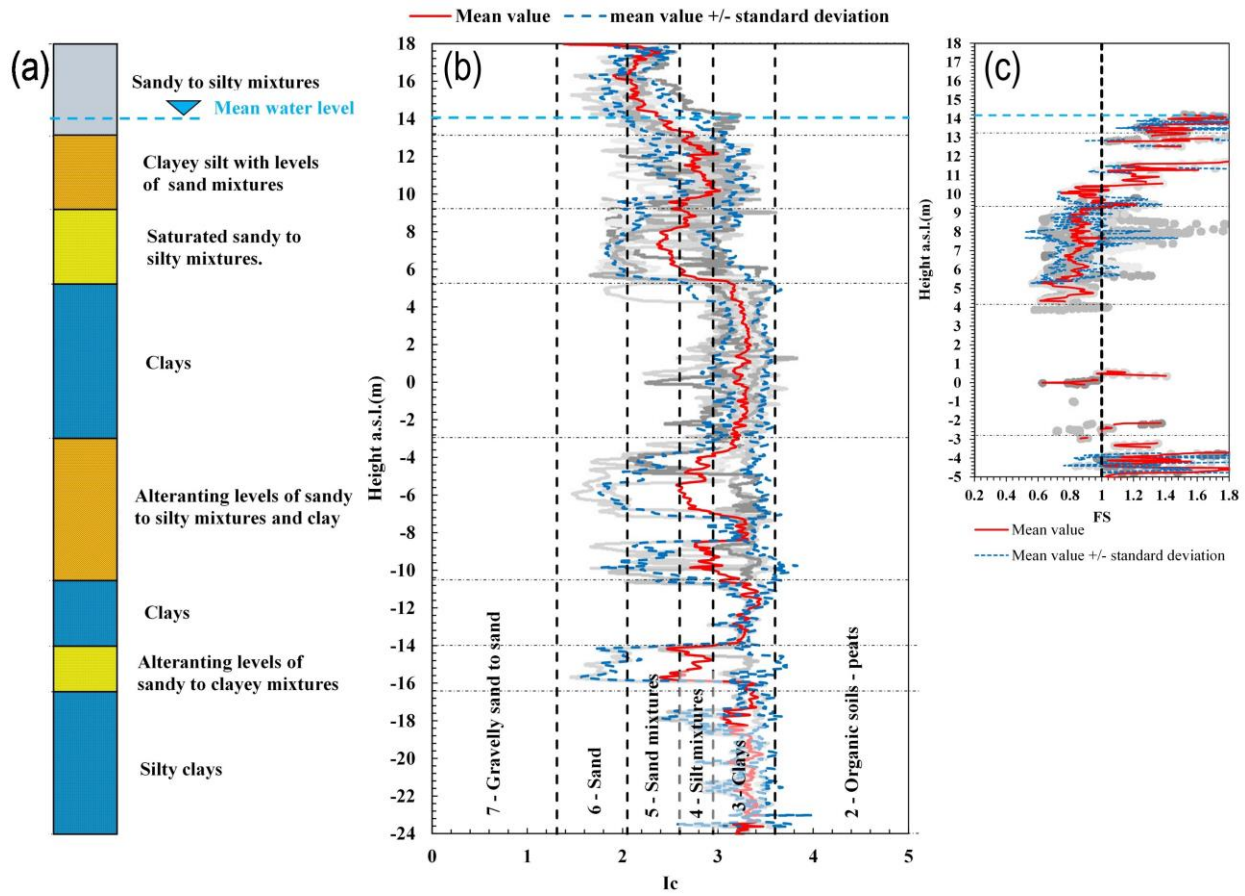 Mean value mean value +/- standard deviation
(a)
Sandy to silty mixtures
Mean water level
Clayey silt with levels
of sand mixtures
Saturated sandy to
silty mixtures.
Clays
Alteranting levels of sandy
to silty mixtures and clay
Clays
Alteranting levels of
sandy to clayey mixtures
Silty clays
(b)
Height a.s.l.(m)
18
16
14
12
10
8
6
4
2
0
-2
-4
-6
-8
-10
-12
-14
-16
-18
-20
-22
-24
7 - Gravelly sand to sand
6 - Sand
5 - Sand mixtures
4 - Silt mixtures
3 - Clays
2 - Organic soils - peats
0 1 2 3 4 5
Ic
(c)
Height a.s.l.(m)
18
17
16
15
14
13
12
11
10
9
8
7
6
5
4
3
2
1
0
-1
-2
-3
-4
-5
0.2 0.4 0.6 0.8 1 1.2 1.4 1.6 1.8
FS
Mean value
Mean value +/- standard deviation